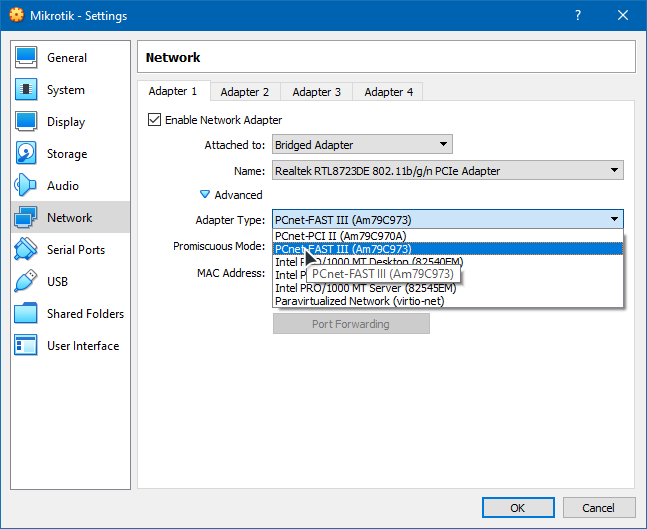 Mikrotik - Settings
General
System
Display
Storage
Audio
Network
Serial Ports
USB
Shared Folders
User Interface
Network
Adapter 1 Adapter 2 Adapter 3 Adapter 4
Enable Network Adapter
Attached to: Bridged Adapter
Name: Realtek RTL8723DE 802.11b/g/n PCIe Adapter
Advanced
Adapter Type: PCnet-FAST III (Am79C973)
PCnet-PCI II (Am79C970A)
Promiscuous Mode: PCnet-FAST III (Am79C973)
Intel PRO/1000 MT Desktop (82540EM)
MAC Address: Intel
PCnet-FAST III (Am79C973)
Intel PRO/1000 MT Server (82545EM)
Paravirtualized Network (virtio-net)
Port Forwarding
OK Cancel